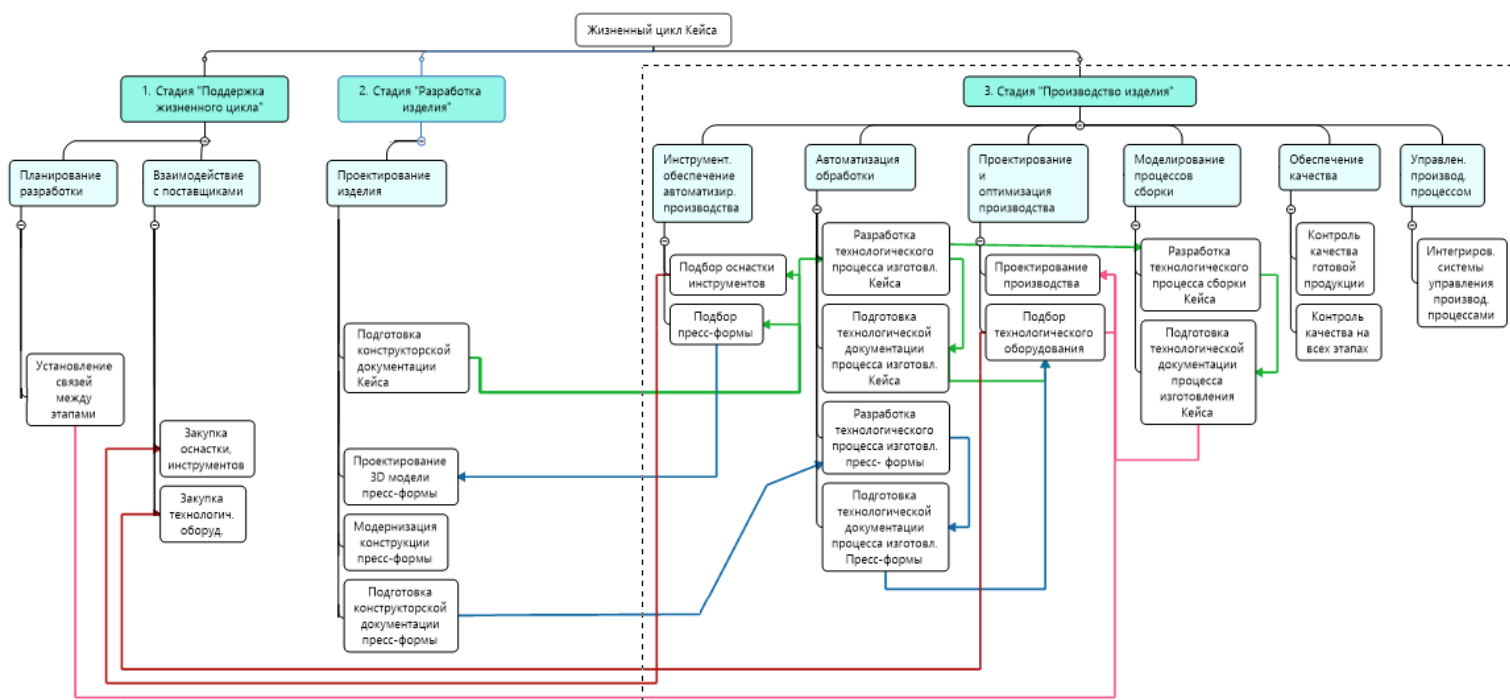 Жизненный цикл Кейса
1. Стадия "Поддержка
жизненного цикла"
2. Стадия "Разработка
изделия"
3. Стадия "Производство изделия"
Планирование
разработки
Взаимодействие
с поставщиками
Проектирование
изделия
Инструмент.
обеспечение
автоматизир.
производства
Автоматизация
обработки
Проектирование
и
оптимизация
производства
Моделирование
процессов
сборки
Обеспечение
качества
Управлен.
производ.
процессом
Установление
связей
между
этапами
Закупка
оснастки,
инструментов
Закупка
технологич.
оборуд.
Подготовка
конструкторской
документации
Кейса
Проектирование
3D модели
пресс-формы
Модернизация
конструкции
пресс-формы
Подготовка
конструкторской
документации
пресс-формы
Подбор оснастки
инструментов
Подбор
пресс-формы
Разработка
технологического
процесса изготовл.
Кейса
Подготовка
технологической
документации
процесса изготовл.
Кейса
Разработка
технологического
процесса изготовл.
пресс- формы
Подготовка
технологической
документации
процесса изготовл.
Пресс-формы
Проектирование
производства
Подбор
технологического
оборудования
Разработка
технологического
процесса сборки
Кейса
Подготовка
технологической
документации
процесса
изготовления
Кейса
Контроль
качества
готовой
продукции
Контроль
качества на
всех этапах
Интегриров.
системы
управления
производ.
процессами